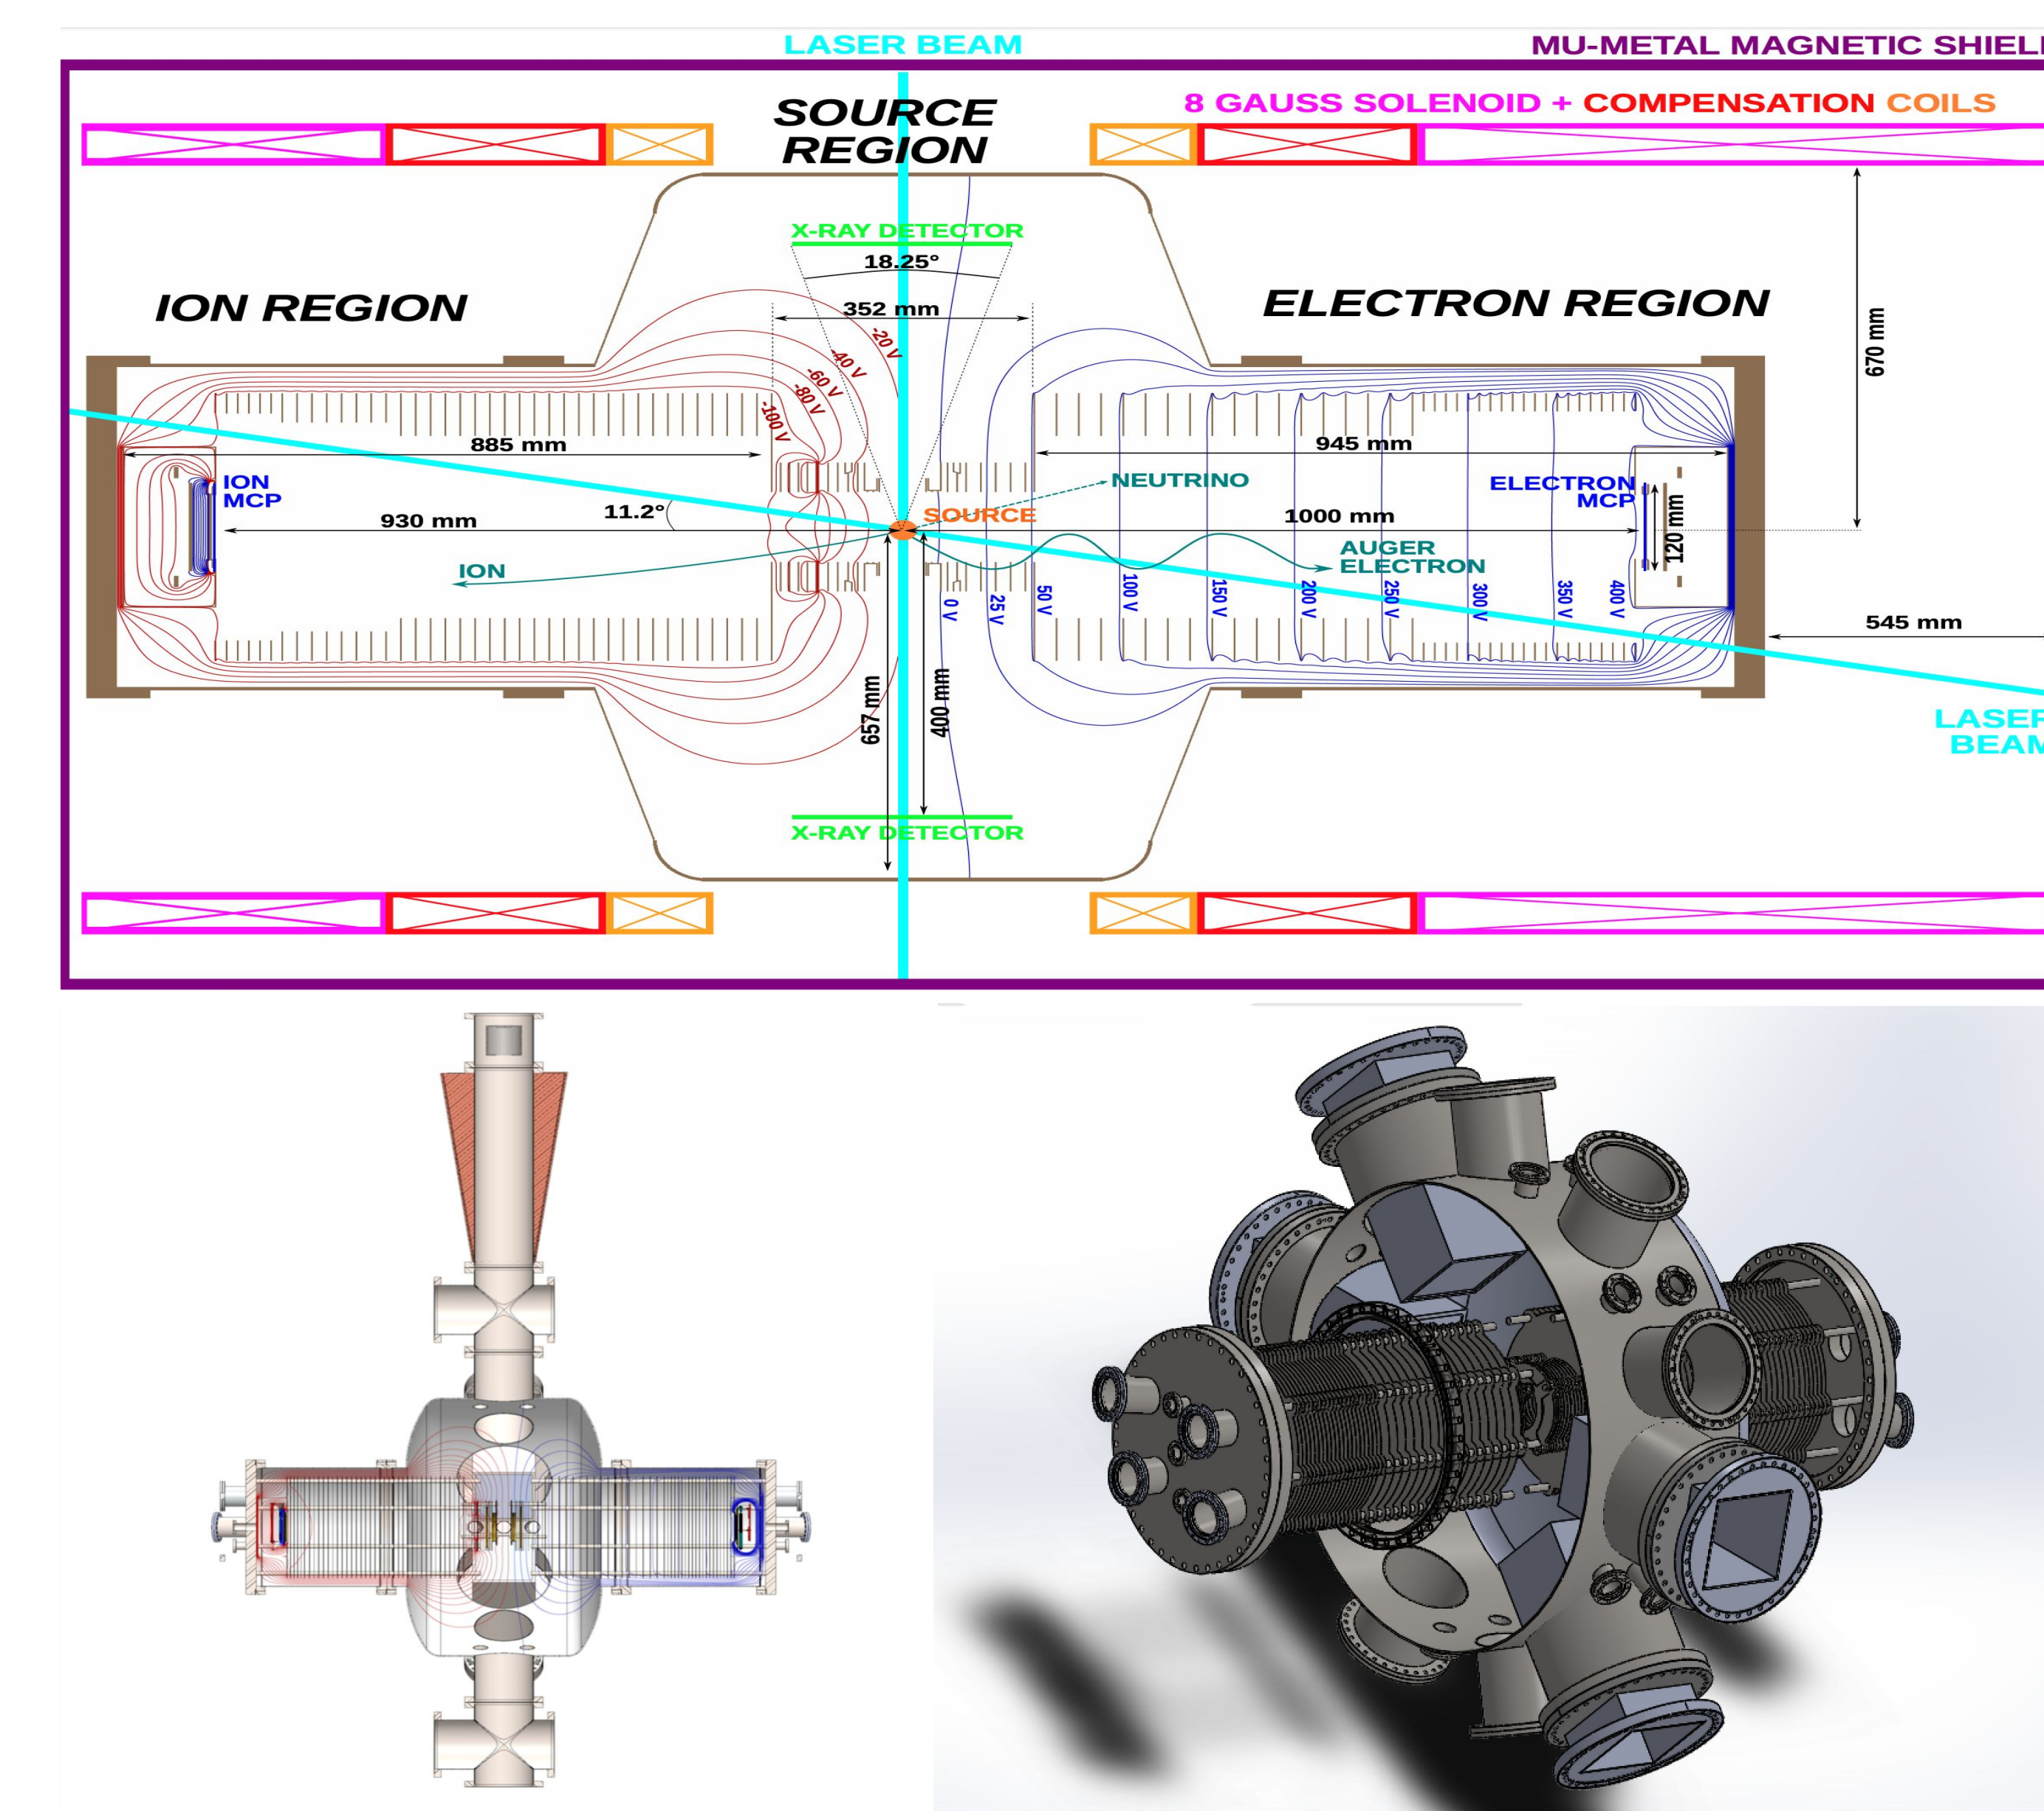 LASER BEAM
MU-METAL MAGNETIC SHIEL
8 GAUSS SOLENOID + COMPENSATION COILS
SOURCE
REGION
X-RAY DETECTOR
18.25°
352 mm
ION REGION
ELECTRON REGION
670 mm
-20 V
-40 V
-60 V
-80 V
-100 V
885 mm
945 mm
ION
MCP
NEUTRINO
ELECTRON
MCP
930 mm
11.2°
SOURCE
1000 mm
120 mm
AUGER
ELECTRON
ION
0 V
25 V
50 V
100 V
150 V
200 V
250 V
300 V
350 V
400 V
545 mm
657 mm
400 mm
LASER
BEAM
X-RAY DETECTOR